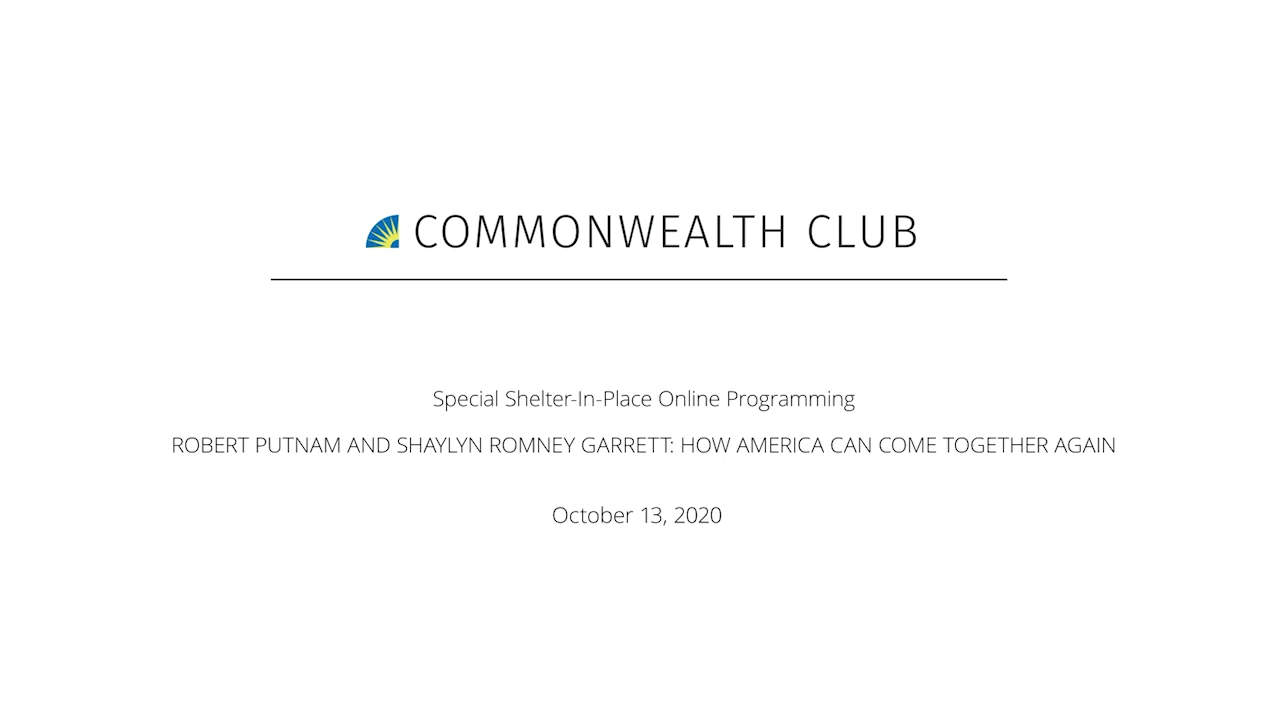 COMMONWEALTH CLUB
Special Shelter-In-Place Online Programming
ROBERT PUTNAM AND SHAYLYN ROMNEY GARRETT: HOW AMERICA CAN COME TOGETHER AGAIN
October 13, 2020